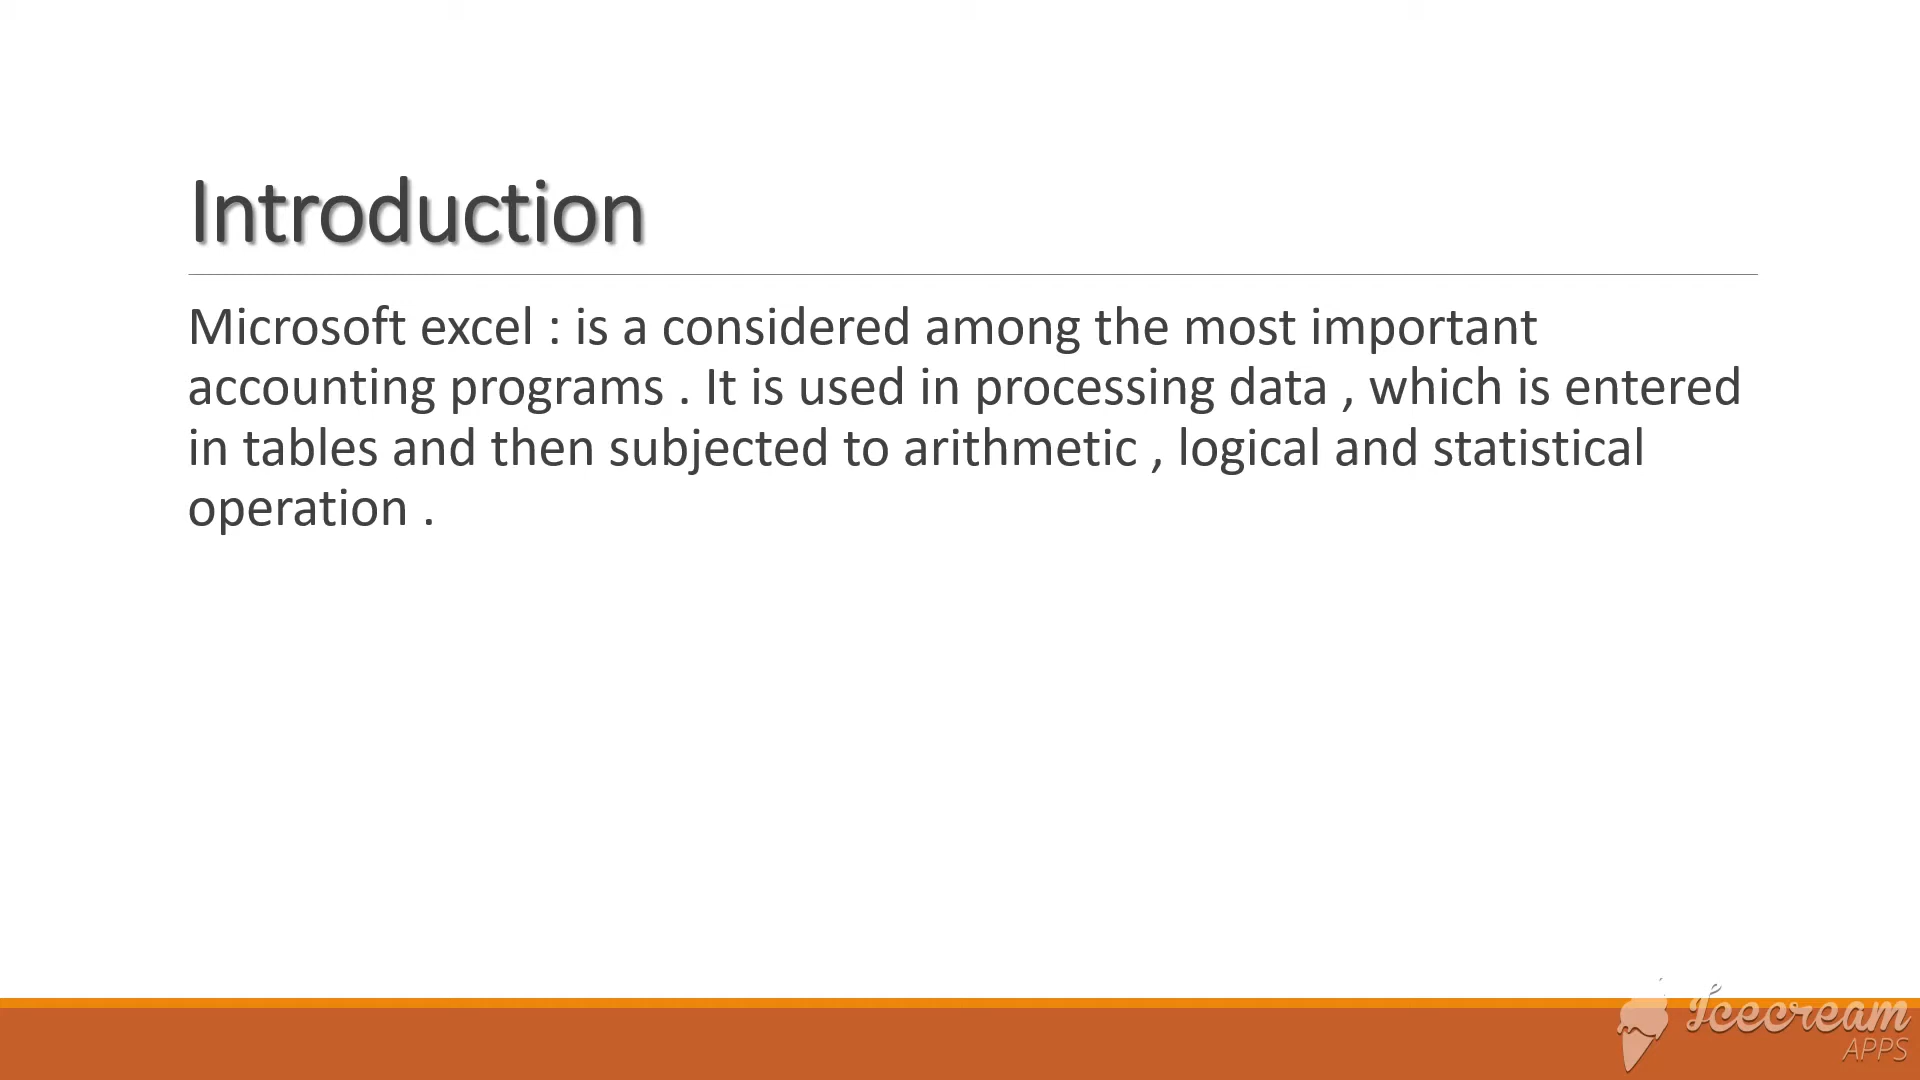 Introduction
Microsoft excel : is a considered among the most important
accounting programs . It is used in processing data , which is entered
in tables and then subjected to arithmetic , logical and statistical
operation .
Icecream
APPS